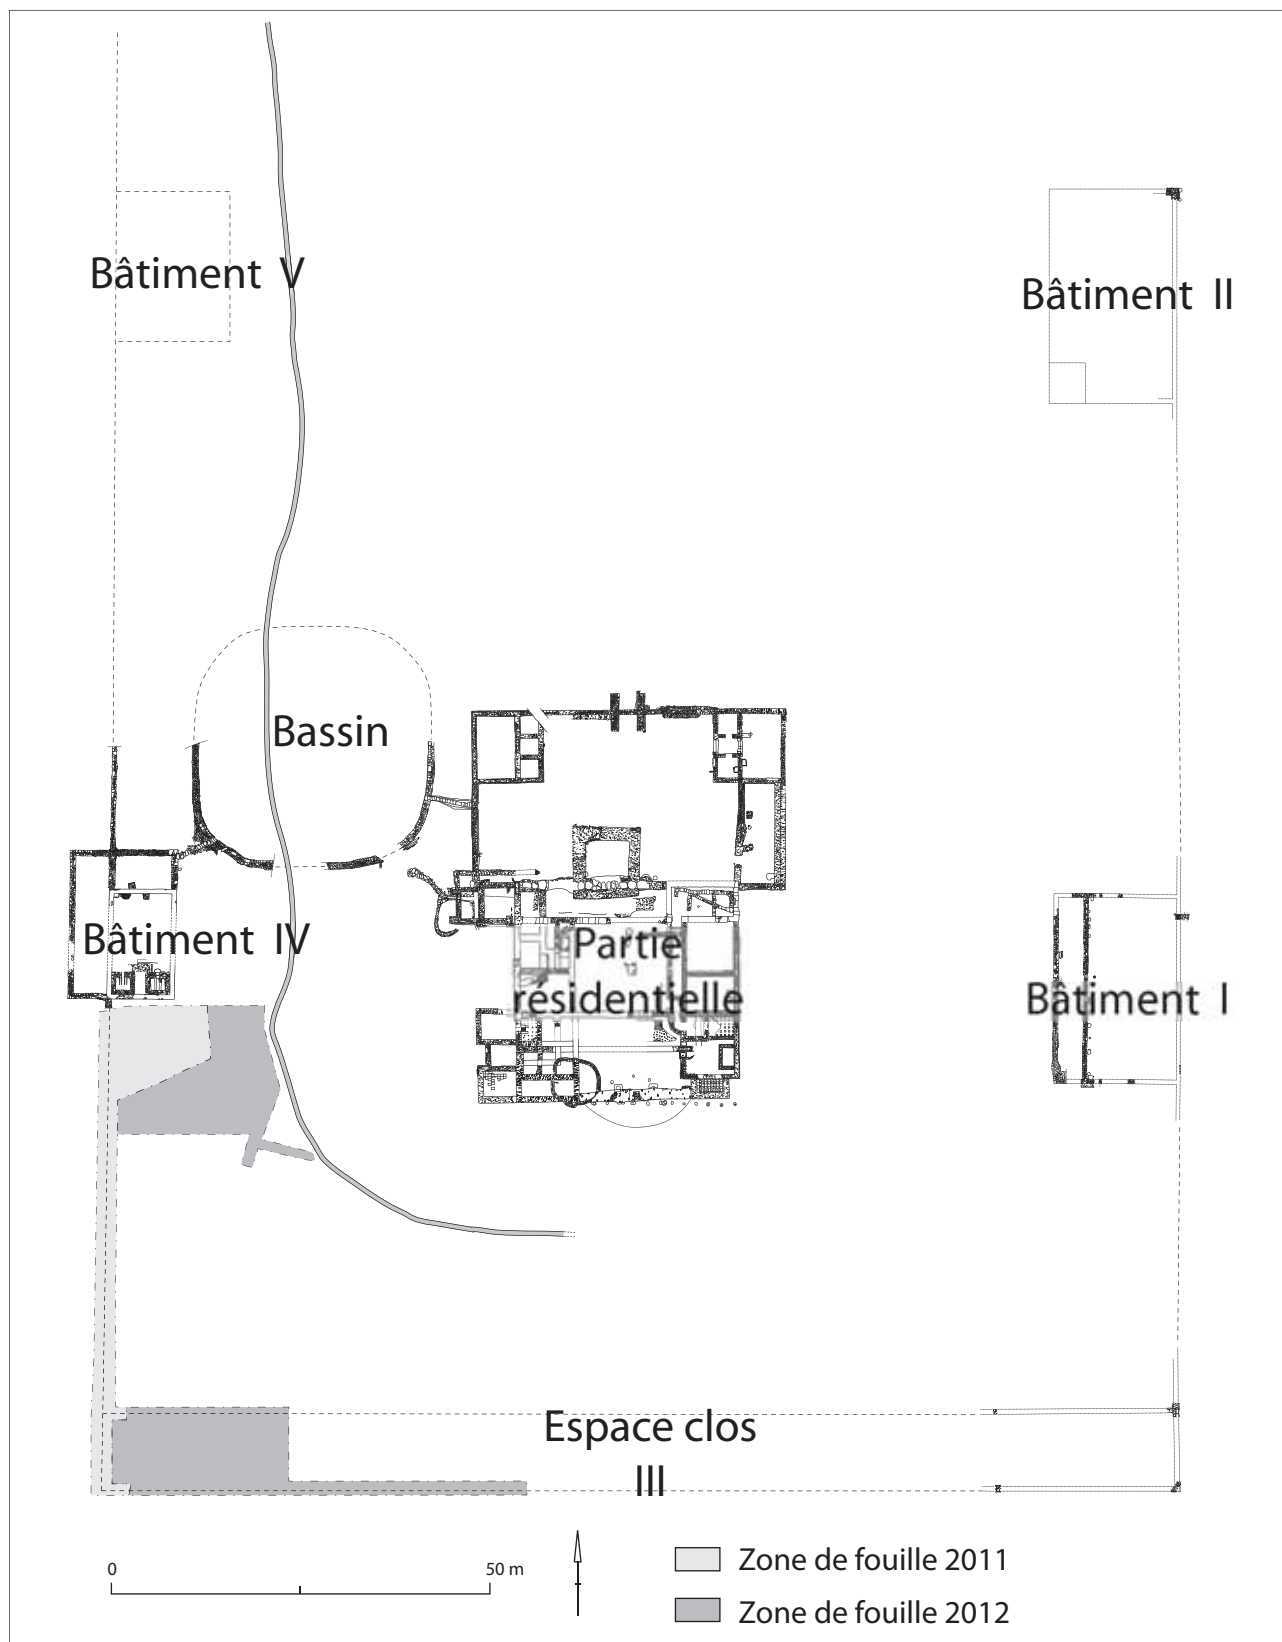 Bâtiment V
Bâtiment II
Bassin
Bâtiment IV
Partie
résidentielle
Bâtiment I
Espace clos
III
0
50 m
Zone de fouille 2011
Zone de fouille 2012